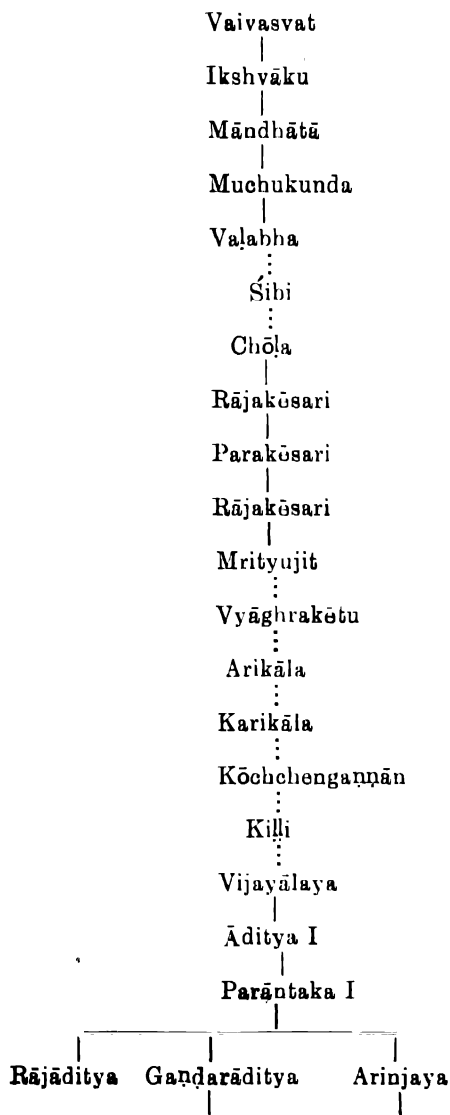 Vaivasvat
Ikshvāku
Māndhātā
Muchukunda
Vaḷabha
Śibi
Chōḷa
Rājakēsari
Parakēsari
Rājakēsari
Mrityujit
Vyāghrakētu
Arikāla
Karikāla
Kōchchengaṇṇān
Kiḷḷi
Vijayālaya
Āditya I
Parāntaka I
Rājāditya Gaṇḍarāditya Arinjaya